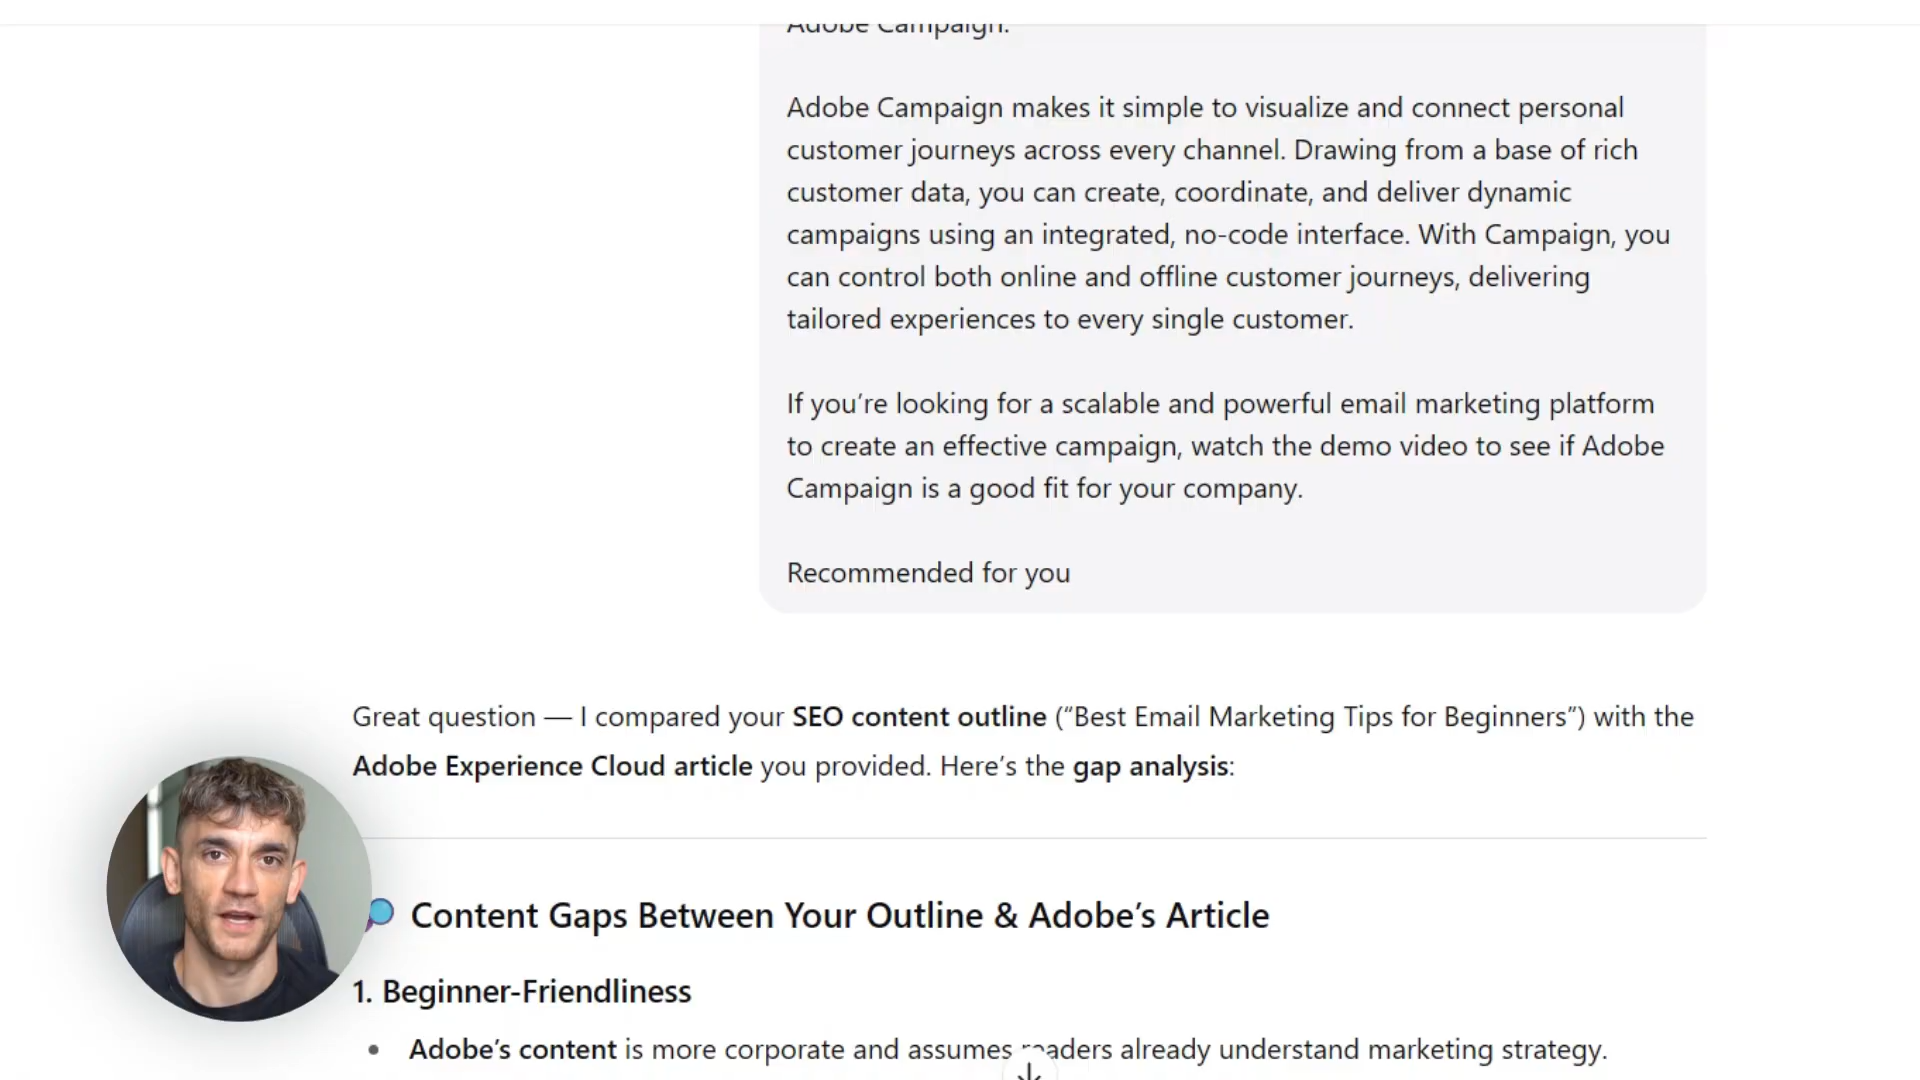 Adobe Campaign.
Adobe Campaign makes it simple to visualize and connect personal
customer journeys across every channel. Drawing from a base of rich
customer data, you can create, coordinate, and deliver dynamic
campaigns using an integrated, no-code interface. With Campaign, you
can control both online and offline customer journeys, delivering
tailored experiences to every single customer.
If you’re looking for a scalable and powerful email marketing platform
to create an effective campaign, watch the demo video to see if Adobe
Campaign is a good fit for your company.
Recommended for you
Great question — I compared your SEO content outline (“Best Email Marketing Tips for Beginners”) with the
Adobe Experience Cloud article you provided. Here’s the gap analysis:
Content Gaps Between Your Outline & Adobe’s Article
1. Beginner-Friendliness
• Adobe’s content is more corporate and assumes readers already understand marketing strategy.